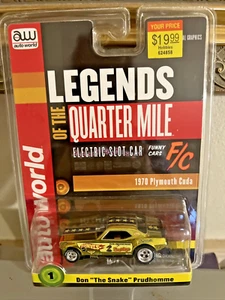 aw
auto world
YOUR PRICE
$19.99
Hobbies
LEGENDS
OF THE
QUARTER MILE
ELECTRIC SLOT CAR
FUNNY CARS
F/C
1970 Plymouth Cuda
auto world
1
Don "The Snake" Prudhomme